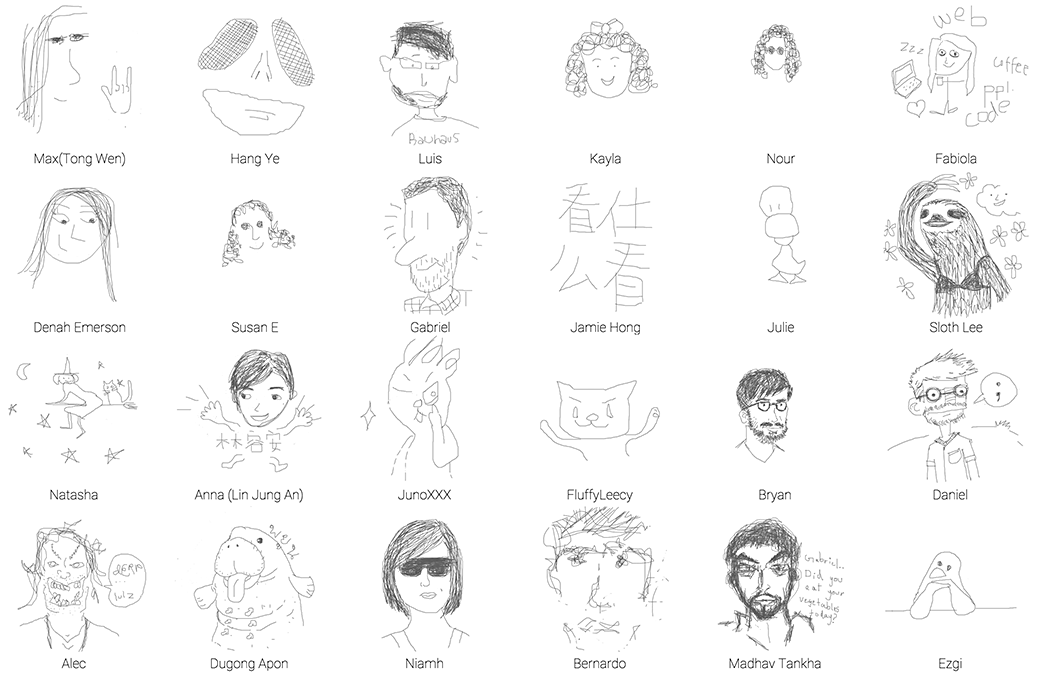 web
zzz
coffee
ppl.
code
Bauhaus
Max(Tong Wen)
Hang Ye
Luis
Kayla
Nour
Fabiola
看仕
么看
Denah Emerson
Susan E
Gabriel
Jamie Hong
Julie
Sloth Lee
林容安
Natasha
Anna (Lin Jung An)
JunoXXX
FluffyLeecy
Bryan
Daniel
DERP
lulz
Gabriel..
Did you
eat your
vegetables
today?
Alec
Dugong Apon
Niamh
Bernardo
Madhav Tankha
Ezgi